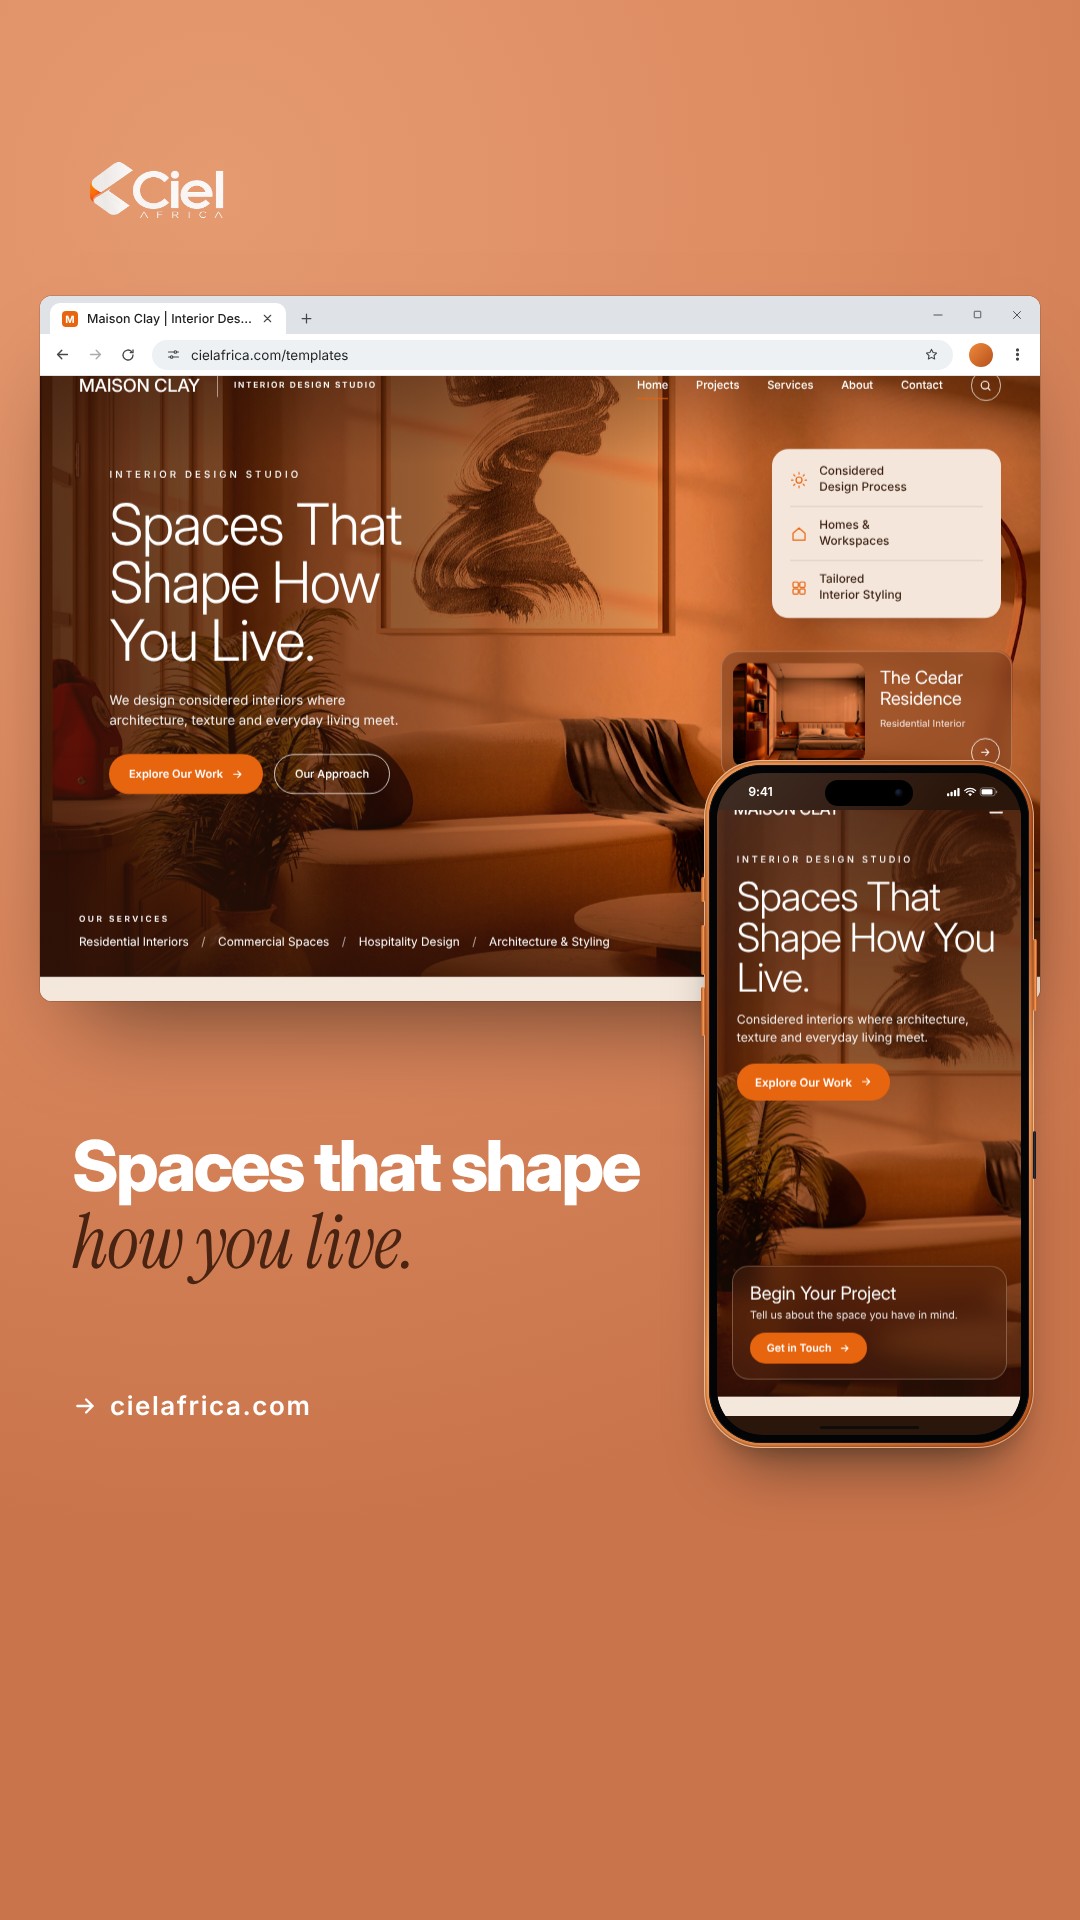 Ciel
AFRICA
M
Maison Clay | Interior Des...
cielafrica.com/templates
MAISON CLAY
INTERIOR DESIGN STUDIO
Home
Projects
Services
About
Contact
INTERIOR DESIGN STUDIO
Spaces That
Shape How
You Live.
We design considered interiors where
architecture, texture and everyday living meet.
Explore Our Work →
Our Approach
Considered
Design Process
Homes &
Workspaces
Tailored
Interior Styling
The Cedar
Residence
Residential Interior
OUR SERVICES
Residential Interiors / Commercial Spaces / Hospitality Design / Architecture & Styling
9:41
MAISON CLAY
INTERIOR DESIGN STUDIO
Spaces That
Shape How You
Live.
Considered interiors where architecture,
texture and everyday living meet.
Explore Our Work →
Begin Your Project
Tell us about the space you have in mind.
Get in Touch →
Spaces that shape
how you live.
→ cielafrica.com